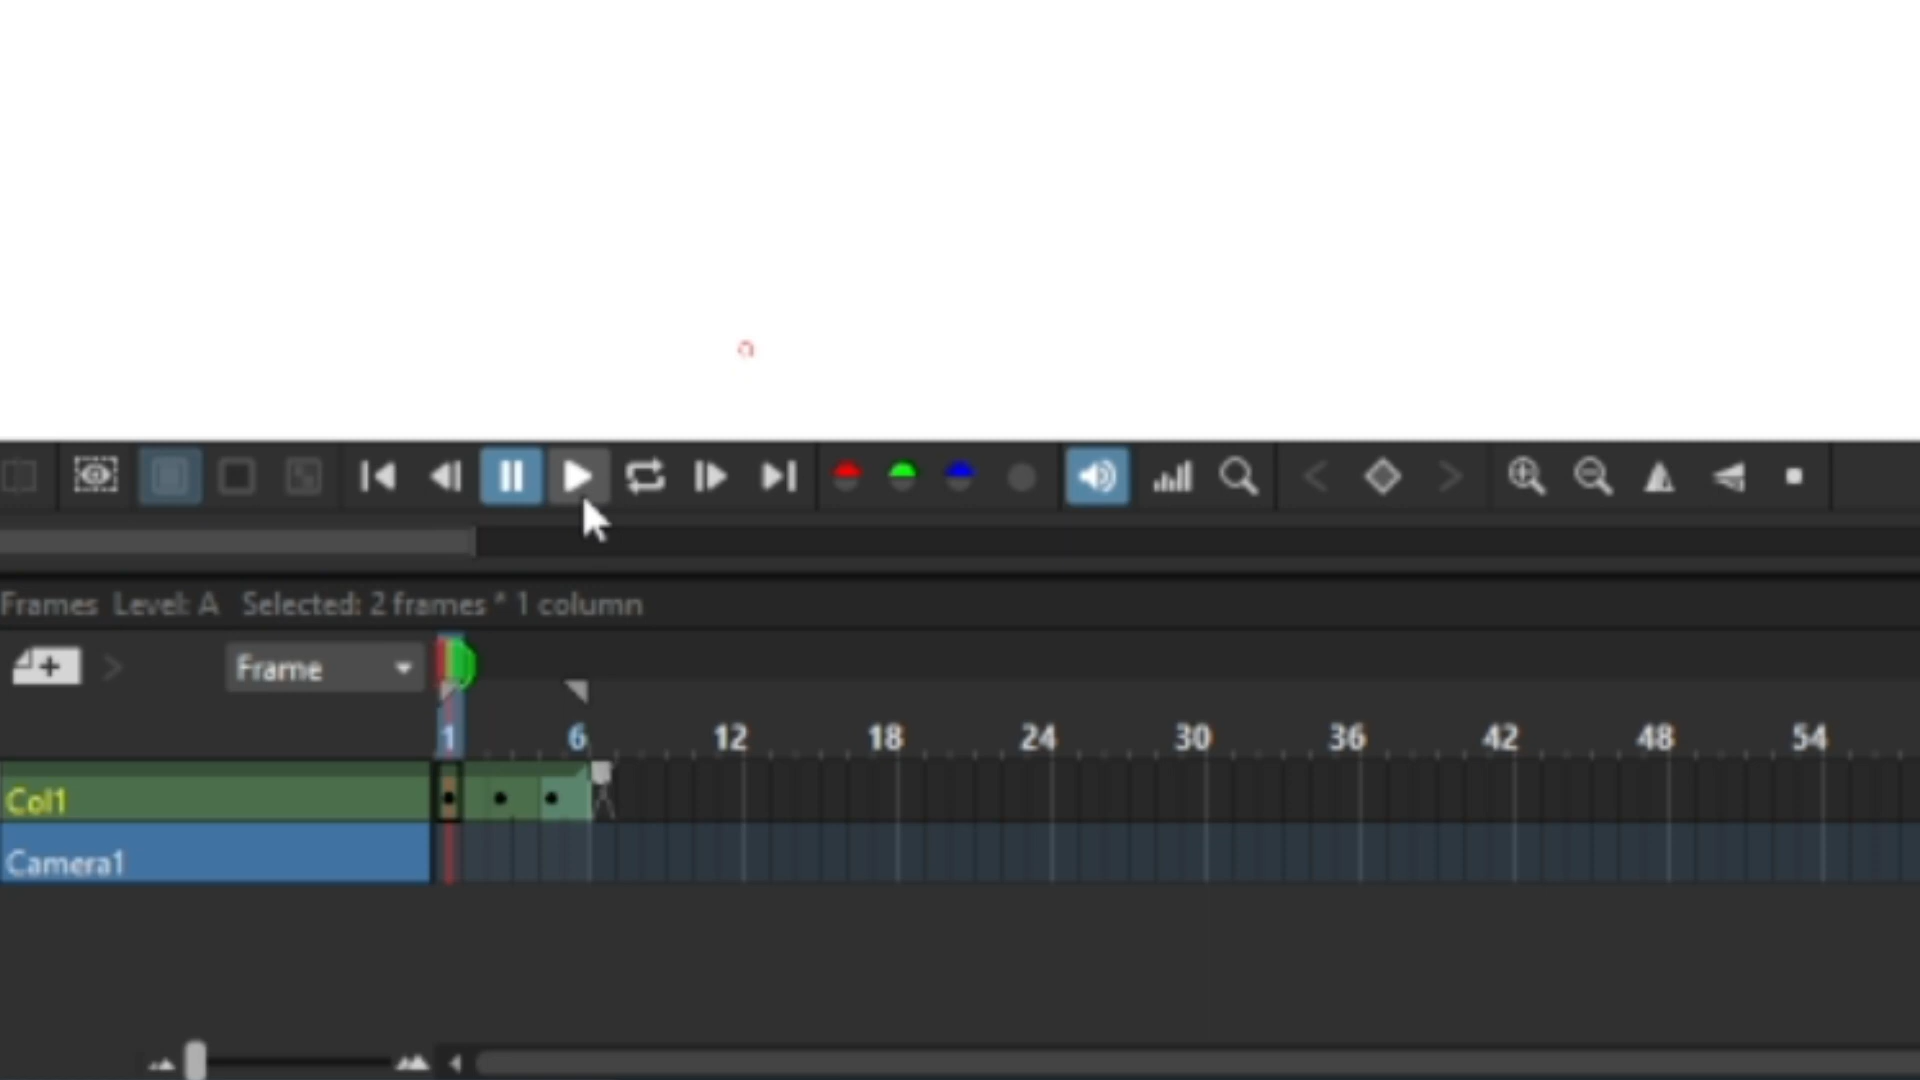 Frames Level: A Selected: 2 frames * 1 column
Frame
1 6 12 18 24 30 36 42 48 54
Col1
Camera1